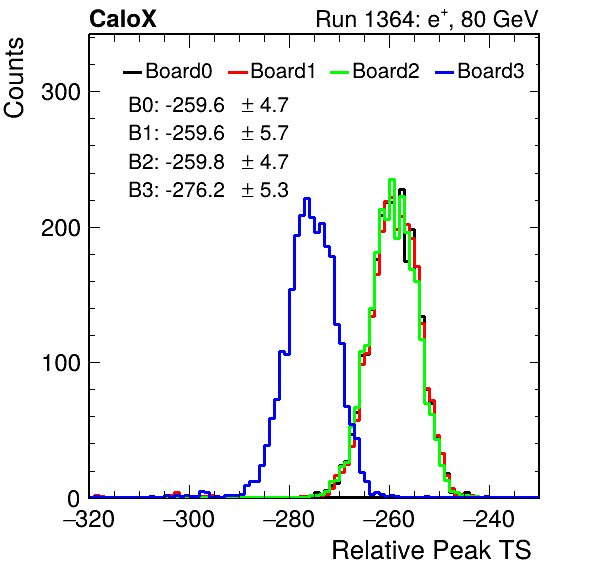 CaloX Run 1364: e⁺, 80 GeV
Counts
Board0 Board1 Board2 Board3
B0: -259.6 ± 4.7
B1: -259.6 ± 5.7
B2: -259.8 ± 4.7
B3: -276.2 ± 5.3
300
200
100
0
−320 −300 −280 −260 −240
Relative Peak TS